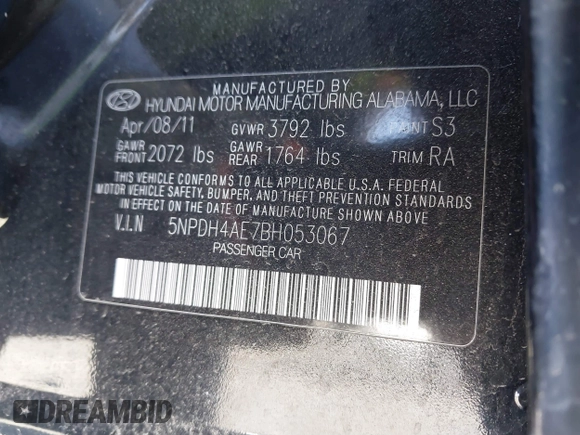 MANUFACTURED BY
HYUNDAI MOTOR MANUFACTURING ALABAMA, LLC
Apr/08/11 GVWR 3792 lbs PAINT S3
GAWR FRONT 2072 lbs GAWR REAR 1764 lbs TRIM RA
THIS VEHICLE CONFORMS TO ALL APPLICABLE U.S.A. FEDERAL
MOTOR VEHICLE SAFETY, BUMPER, AND THEFT PREVENTION STANDARDS
IN EFFECT ON THE DATE OF MANUFACTURE SHOWN ABOVE
V.I.N 5NPDH4AE7BH053067
PASSENGER CAR
DREAMBID